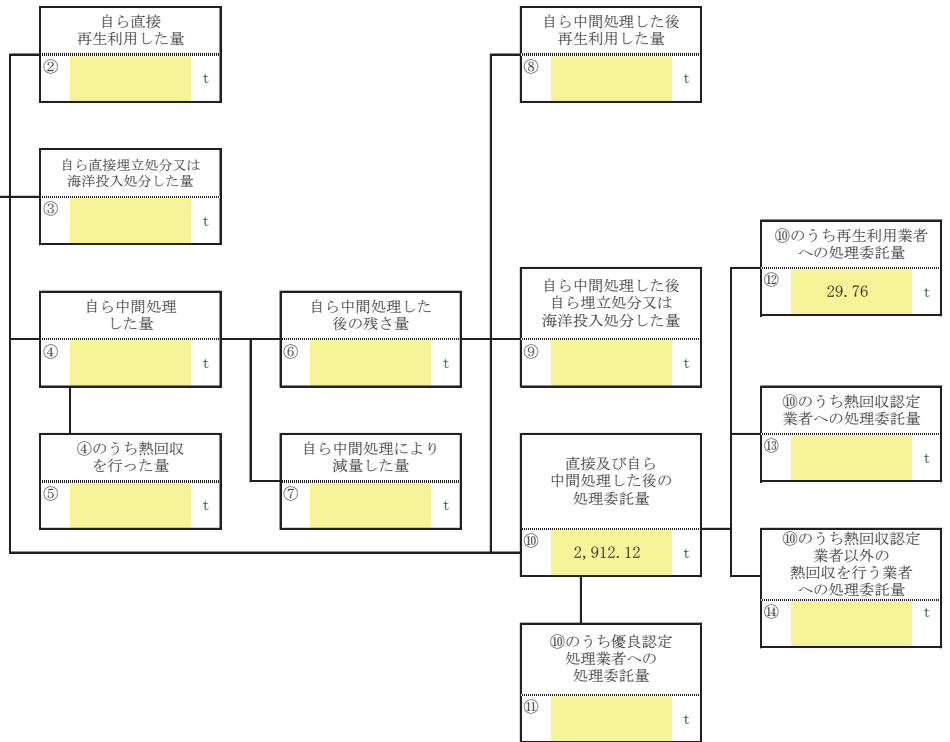 自ら直接
再生利用した量
②
t
自ら直接埋立処分又は
海洋投入処分した量
③
t
自ら中間処理
した量
④
t
④のうち熱回収
を行った量
⑤
t
自ら中間処理した
後の残さ量
⑥
t
自ら中間処理により
減量した量
⑦
t
自ら中間処理した後
再生利用した量
⑧
t
自ら中間処理した後
自ら埋立処分又は
海洋投入処分した量
⑨
t
直接及び自ら
中間処理した後の
処理委託量
⑩ 2,912.12 t
⑩のうち優良認定
処理業者への
処理委託量
⑪
t
⑩のうち再生利用業者
への処理委託量
⑫ 29.76 t
⑩のうち熱回収認定
業者への処理委託量
⑬
t
⑩のうち熱回収認定
業者以外の
熱回収を行う業者
への処理委託量
⑭
t